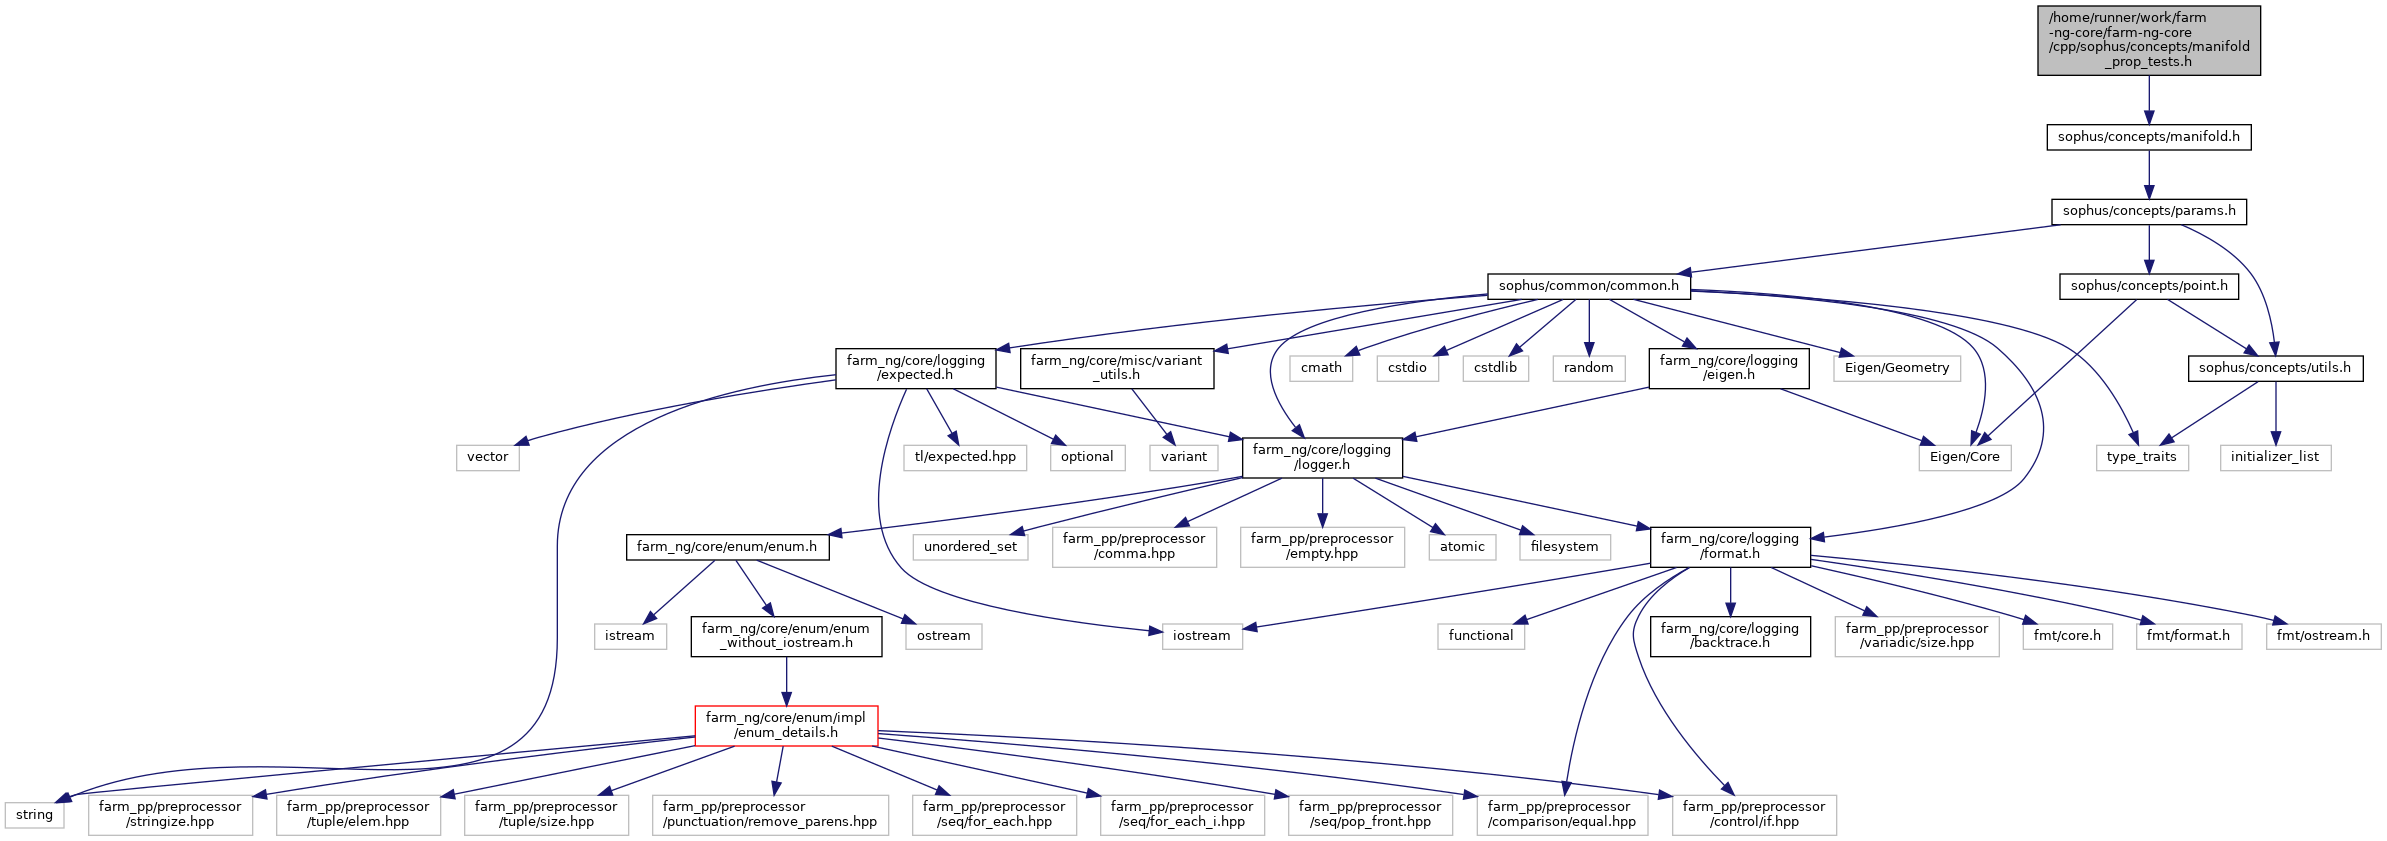 /home/runner/work/farm
-ng-core/farm-ng-core
/cpp/sophus/concepts/manifold
_prop_tests.h
sophus/concepts/manifold.h
sophus/concepts/params.h
sophus/common/common.h
sophus/concepts/point.h
farm_ng/core/logging
/expected.h
farm_ng/core/misc/variant
_utils.h
cmath
cstdio
cstdlib
random
farm_ng/core/logging
/eigen.h
Eigen/Geometry
sophus/concepts/utils.h
vector
tl/expected.hpp
optional
variant
farm_ng/core/logging
/logger.h
Eigen/Core
type_traits
initializer_list
farm_ng/core/enum/enum.h
unordered_set
farm_pp/preprocessor
/comma.hpp
farm_pp/preprocessor
/empty.hpp
atomic
filesystem
farm_ng/core/logging
/format.h
istream
farm_ng/core/enum/enum
_without_iostream.h
ostream
iostream
functional
farm_ng/core/logging
/backtrace.h
farm_pp/preprocessor
/variadic/size.hpp
fmt/core.h
fmt/format.h
fmt/ostream.h
farm_ng/core/enum/impl
/enum_details.h
string
farm_pp/preprocessor
/stringize.hpp
farm_pp/preprocessor
/tuple/elem.hpp
farm_pp/preprocessor
/tuple/size.hpp
farm_pp/preprocessor
/punctuation/remove_parens.hpp
farm_pp/preprocessor
/seq/for_each.hpp
farm_pp/preprocessor
/seq/for_each_i.hpp
farm_pp/preprocessor
/seq/pop_front.hpp
farm_pp/preprocessor
/comparison/equal.hpp
farm_pp/preprocessor
/control/if.hpp